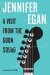 JENNIFER
EGAN
A VISIT
FROM THE
GOON
SQUAD